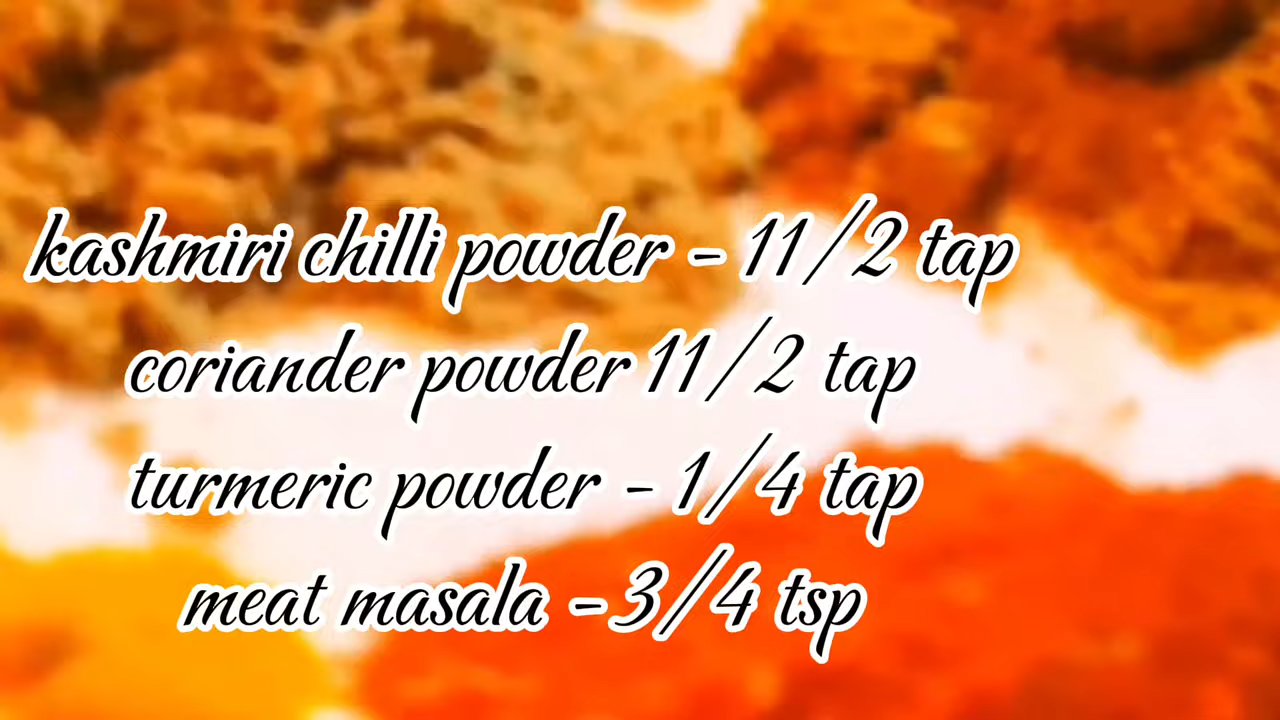 kashmiri chilli powder - 11/2 tap
coriander powder 11/2 tap
turmeric powder - 1/4 tap
meat masala -3/4 tsp